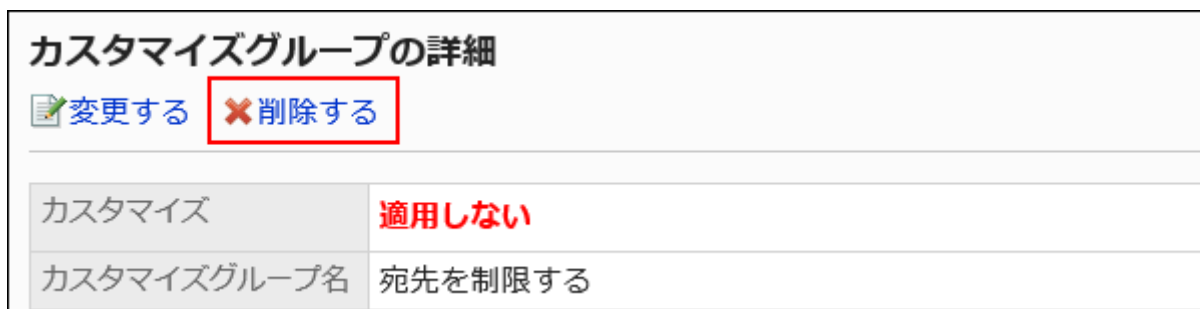 カスタマイズグループの詳細
変更する 削除する
カスタマイズ 適用しない
カスタマイズグループ名 宛先を制限する